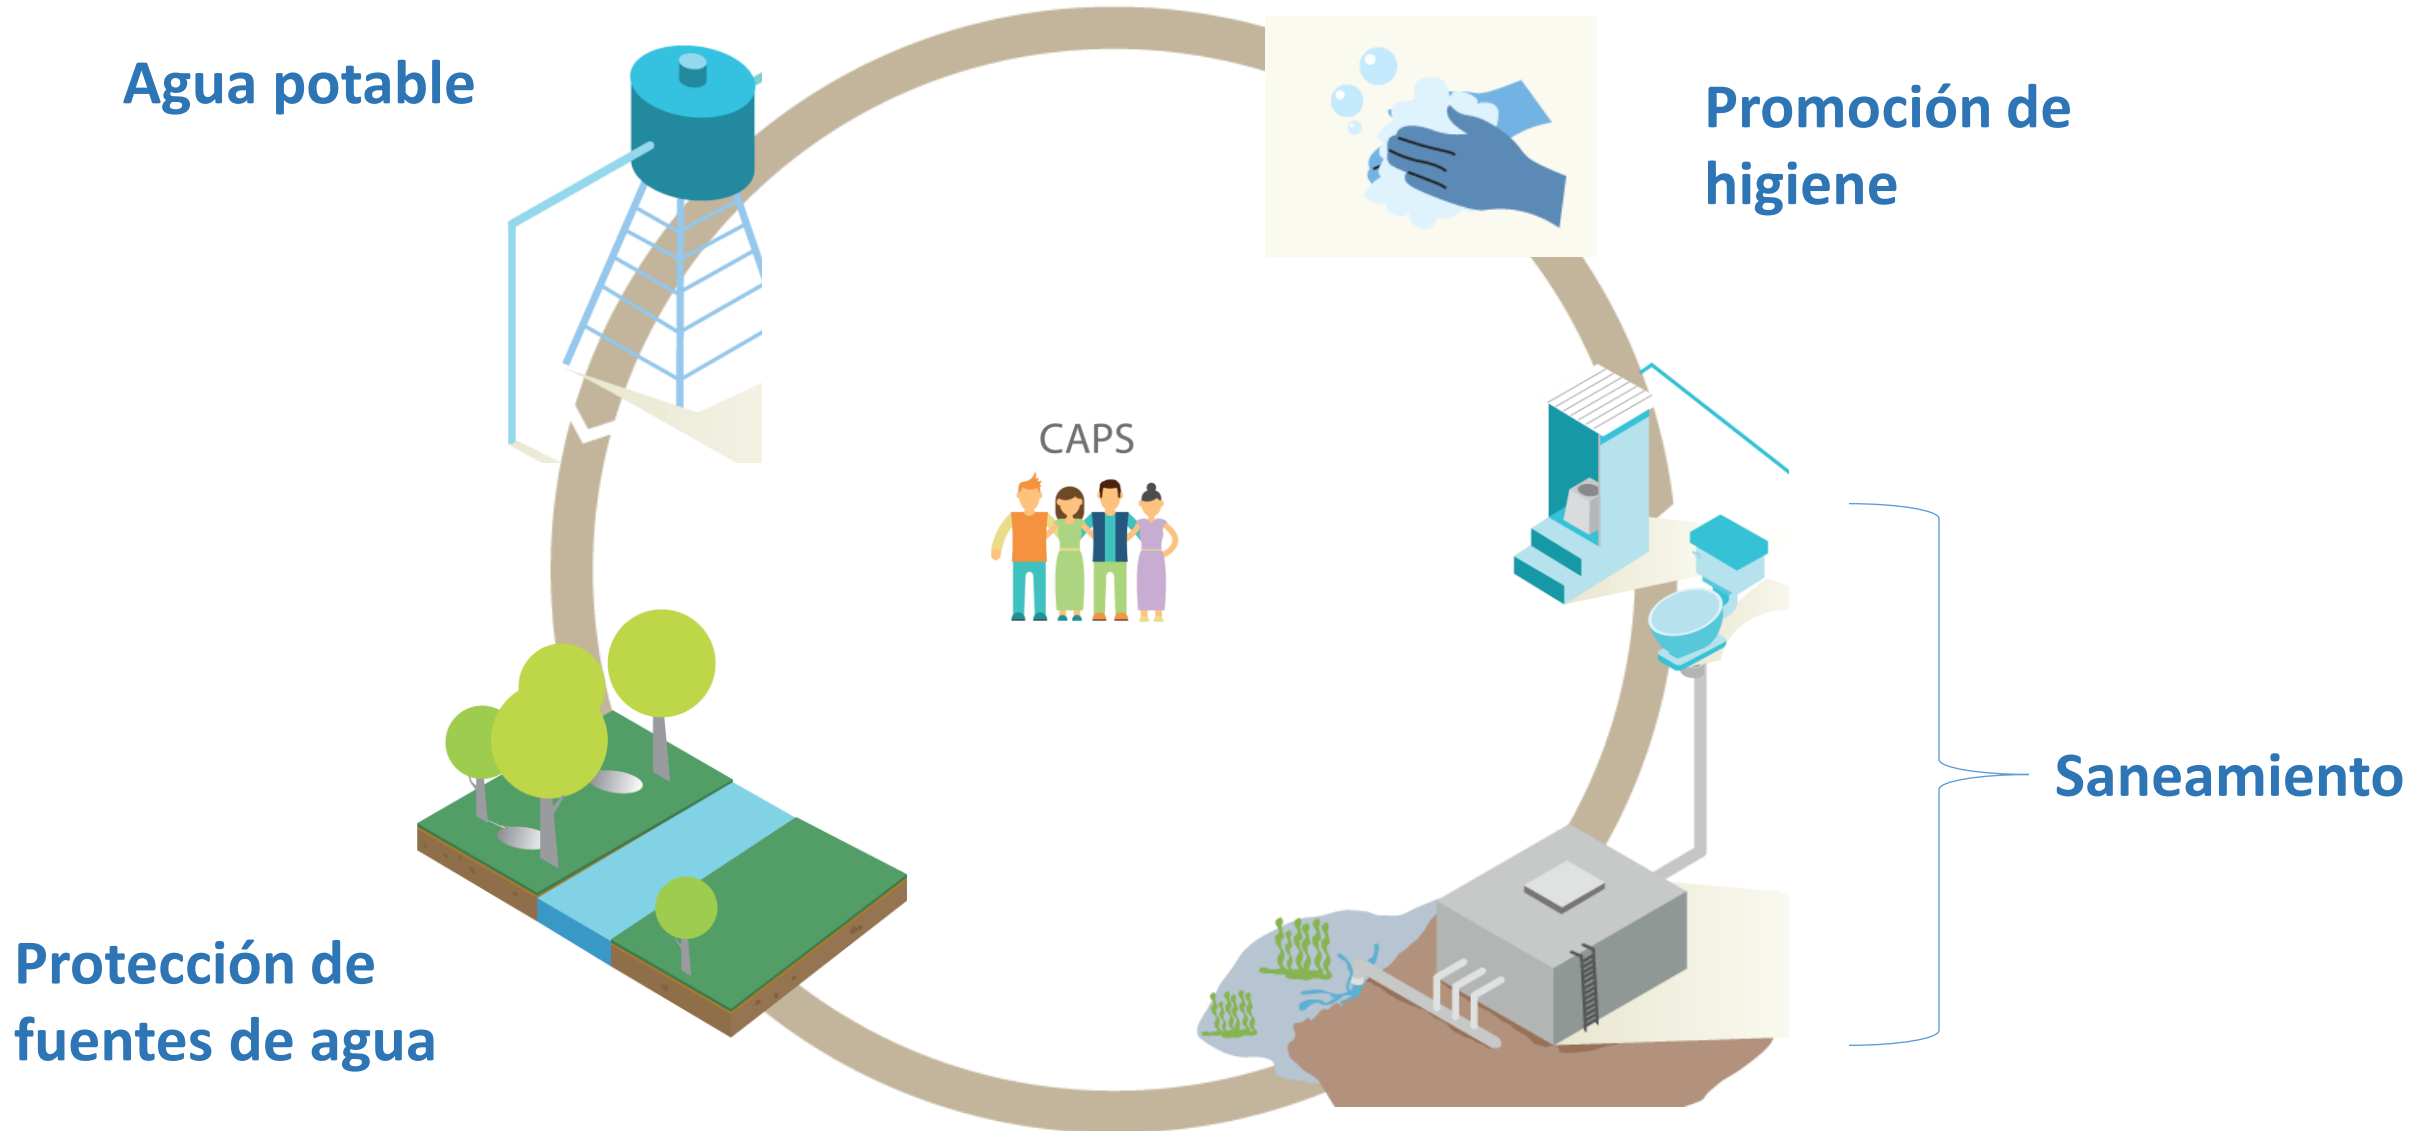 Agua potable
Promoción de
higiene
CAPS
Saneamiento
Protección de
fuentes de agua